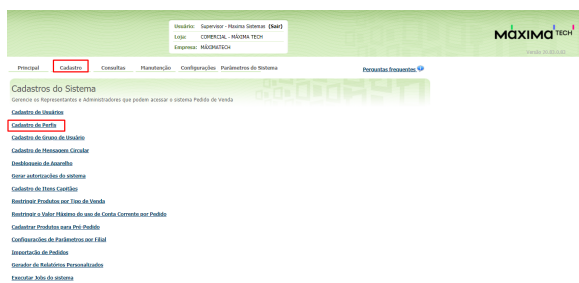 Usuário: Supervisor - Maxima Sistemas (Sair)
Loja: COMERCIAL - MÁXIMA TECH
Empresa: MÁXIMATECH
MÁXIMA TECH
Principal Cadastro Consultas Manutenção Configurações Parâmetros do Sistema Perguntas frequentes
Cadastros do Sistema
Gerencia os Representantes e Administradores que podem acessar o sistema Pedido de Venda
Cadastro de Usuários
Cadastro de Perfis
Cadastro de Grupo de Usuário
Cadastro de Mensagem Circular
Desbloqueio de Aparelho
Gerar autorizações do sistema
Cadastro de Itens Capitães
Restringir Produtos por Tipo de Venda
Restringir o Valor Máximo do uso de Conta Corrente por Pedido
Cadastrar Produtos para Pré-Pedido
Configurações de Parâmetros por Filial
Importação de Pedidos
Gerador de Relatórios Personalizados
Executar Jobs do sistema